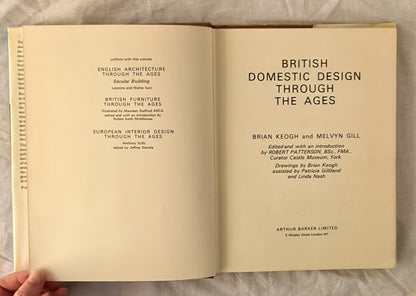 uniform with this volume
ENGLISH ARCHITECTURE
THROUGH THE AGES
Secular Building
Leonora and Walter Ison
BRITISH FURNITURE
THROUGH THE AGES
Illustrated by Maureen Stafford ARCA
edited and with an introduction by
Robert Keith Middlemas
EUROPEAN INTERIOR DESIGN
THROUGH THE AGES
Anthony Sully
edited by Jeffrey Daniels
BRITISH
DOMESTIC DESIGN
THROUGH
THE AGES
BRIAN KEOGH and MELVYN GILL
Edited and with an introduction
by ROBERT PATTERSON, BSc., FMA.,
Curator Castle Museum, York.
Drawings by Brian Keogh
assisted by Patricia Gilliland
and Linda Nash
ARTHUR BARKER LIMITED
5 Winsley Street London W1